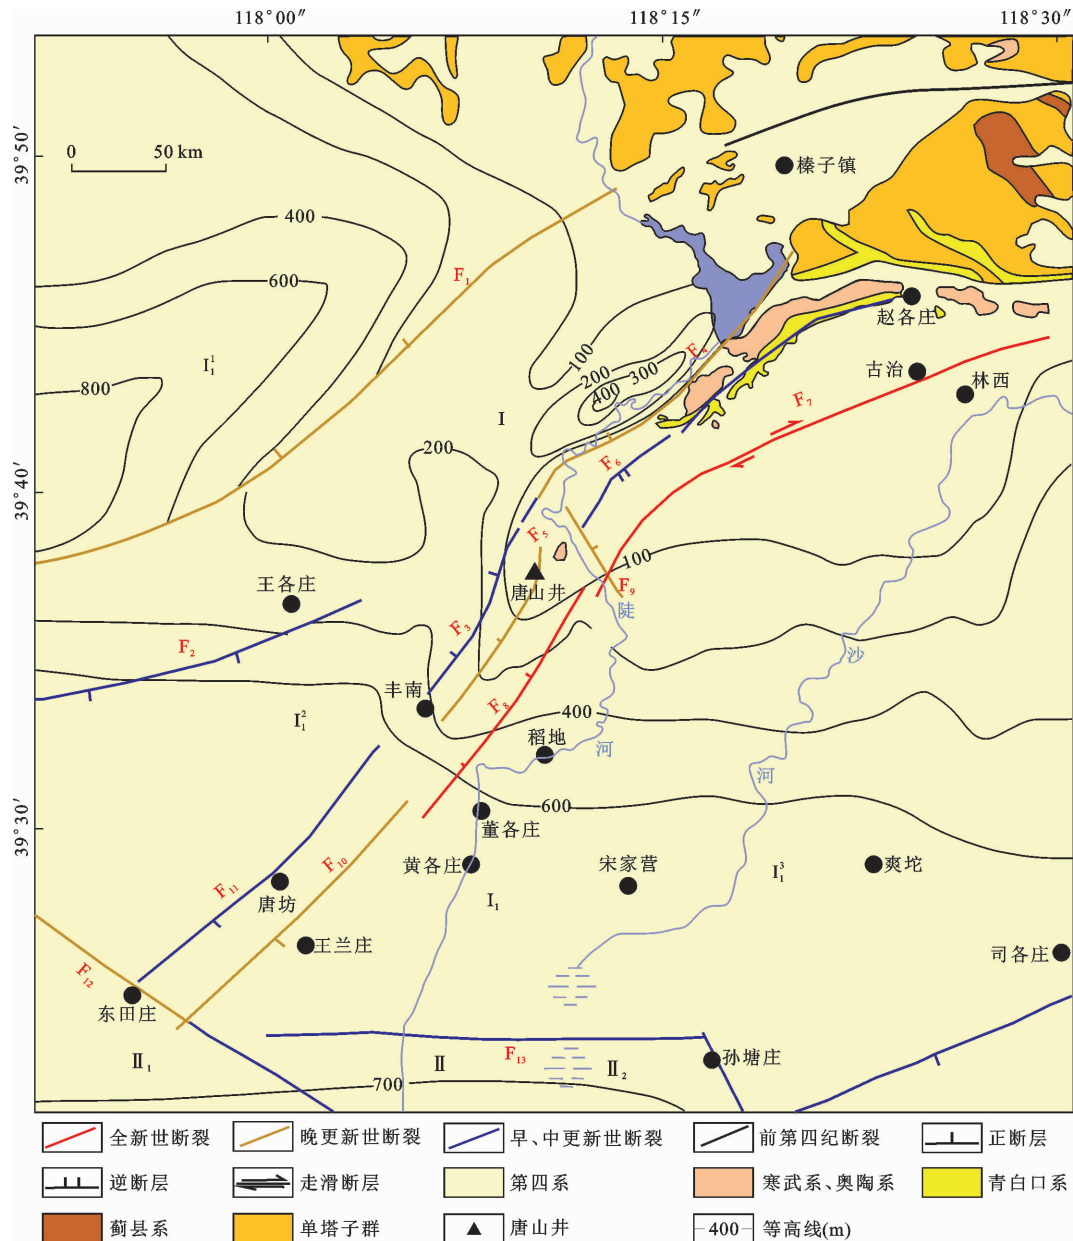 118°00″ 118°15″ 118°30″
39°50′
39°40′
39°30′
0 50 km
榛子镇
400
F₁
600
赵各庄
I₁¹
100
F₄
古治
林西
200
300
800
400
F₇
I
200
F₆
F₅
100
王各庄
唐山井
F₉
陡
F₃
F₂
沙
丰南
F₈
I₁²
400
稻地
河
河
600
董各庄
F₁₀
黄各庄
宋家营
I₁³
爽坨
F₁₁
唐坊
I₁
王兰庄
司各庄
F₁₂
东田庄
F₁₃
孙塘庄
Ⅱ₁
Ⅱ
Ⅱ₂
700
全新世断裂 晚更新世断裂 早、中更新世断裂 前第四纪断裂 正断层
逆断层 走滑断层 第四系 寒武系、奥陶系 青白口系
蓟县系 单塔子群 唐山井 400 等高线(m)